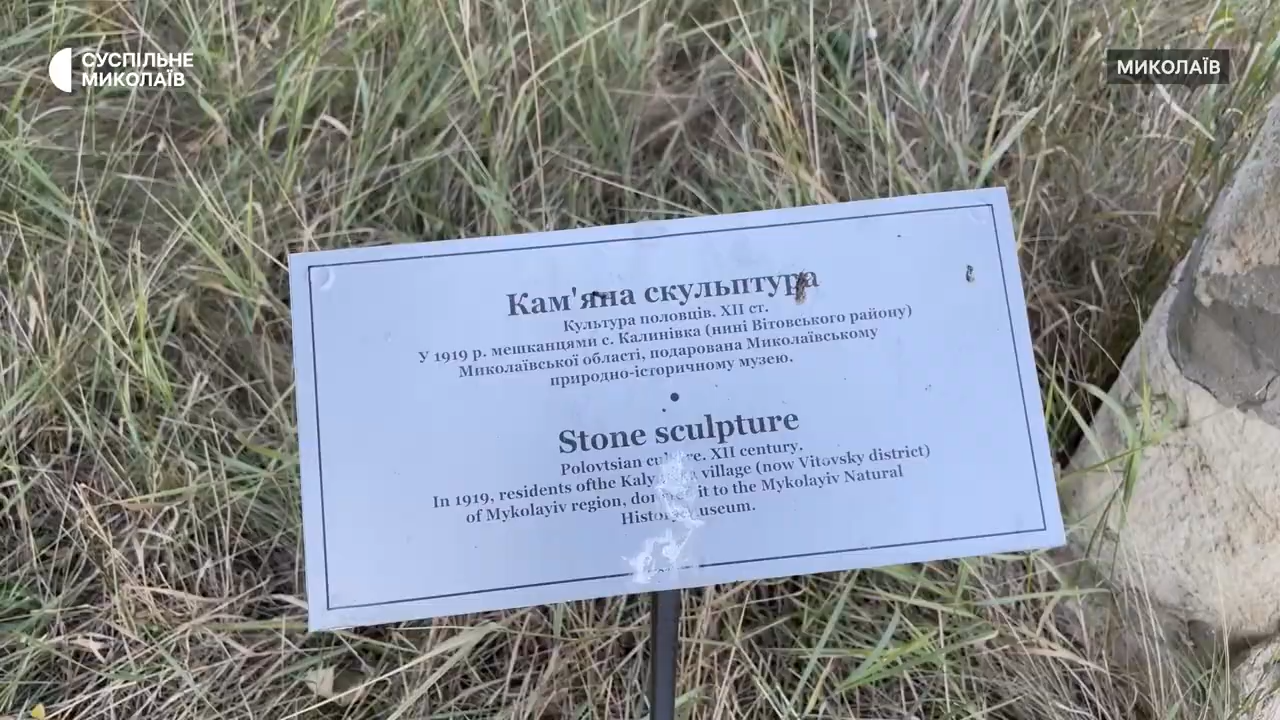 СУСПІЛЬНЕ
МИКОЛАЇВ
МИКОЛАЇВ
Кам'яна скульптура
Культура половців. XII ст.
У 1919 р. мешканцями с. Калинівка (нині Вітовського району)
Миколаївської області, подарована Миколаївському
природно-історичному музею.
Stone sculpture
Polovtsian XII century.
In 1919, residents ofthe village (now Vitovsky district)
of Mykolayiv region, it to the Mykolayiv Natural